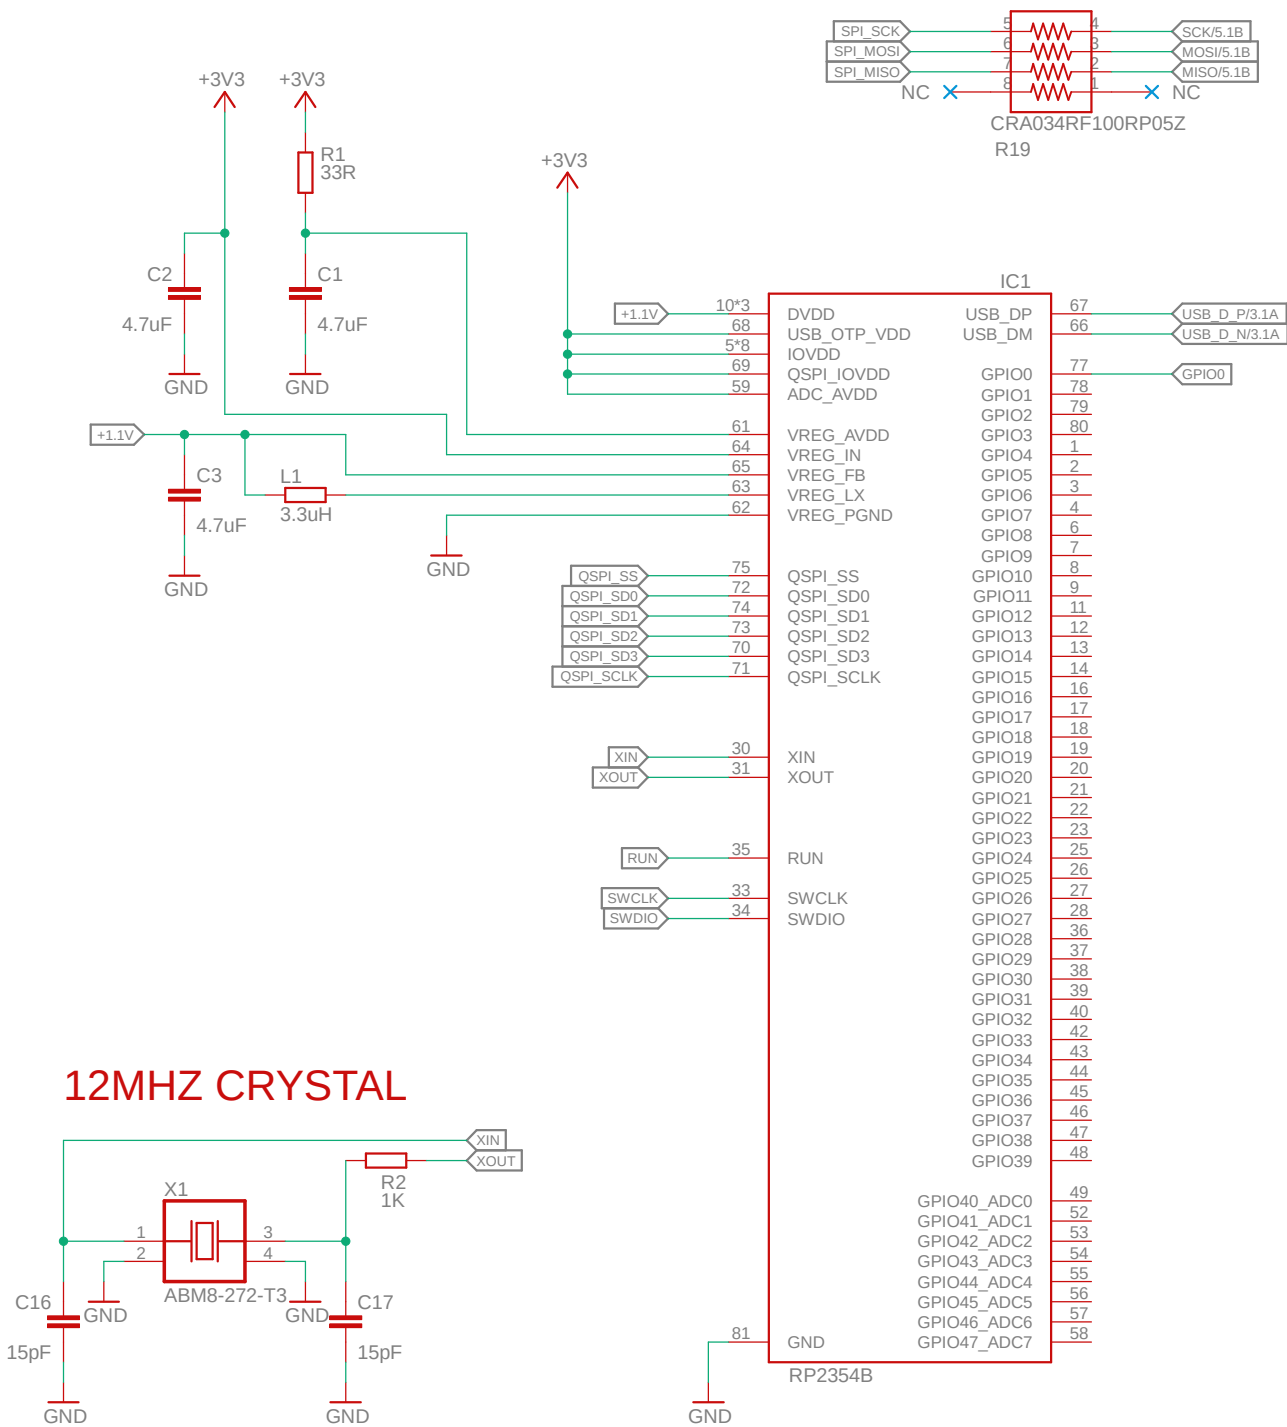 SPI_SCK 5 4 SCK/5.1B
SPI_MOSI 6 3 MOSI/5.1B
SPI_MISO 7 2 MISO/5.1B
NC 8 1 NC
CRA034RF100RP05Z
R19
+3V3
+3V3
R1
33R
+3V3
C2
4.7uF
GND
C1
4.7uF
GND
+1.1V
C3
4.7uF
GND
L1
3.3uH
GND
IC1
+1.1V 10*3 DVDD
68 USB_OTP_VDD
5*8 IOVDD
69 QSPI_IOVDD
59 ADC_AVDD
61 VREG_AVDD
64 VREG_IN
65 VREG_FB
63 VREG_LX
62 VREG_PGND
QSPI_SS 75 QSPI_SS
QSPI_SD0 72 QSPI_SD0
QSPI_SD1 74 QSPI_SD1
QSPI_SD2 73 QSPI_SD2
QSPI_SD3 70 QSPI_SD3
QSPI_SCLK 71 QSPI_SCLK
XIN 30 XIN
XOUT 31 XOUT
RUN 35 RUN
SWCLK 33 SWCLK
SWDIO 34 SWDIO
81 GND
GND
USB_DP 67 USB_D_P/3.1A
USB_DM 66 USB_D_N/3.1A
GPIO0 77 GPIO0
GPIO1 78
GPIO2 79
GPIO3 80
GPIO4 1
GPIO5 2
GPIO6 3
GPIO7 4
GPIO8 6
GPIO9 7
GPIO10 8
GPIO11 9
GPIO12 11
GPIO13 12
GPIO14 13
GPIO15 14
GPIO16 16
GPIO17 17
GPIO18 18
GPIO19 19
GPIO20 20
GPIO21 21
GPIO22 22
GPIO23 23
GPIO24 25
GPIO25 26
GPIO26 27
GPIO27 28
GPIO28 36
GPIO29 37
GPIO30 38
GPIO31 39
GPIO32 40
GPIO33 42
GPIO34 43
GPIO35 44
GPIO36 45
GPIO37 46
GPIO38 47
GPIO39 48
GPIO40_ADC0 49
GPIO41_ADC1 52
GPIO42_ADC2 53
GPIO43_ADC3 54
GPIO44_ADC4 55
GPIO45_ADC5 56
GPIO46_ADC6 57
GPIO47_ADC7 58
RP2354B
12MHZ CRYSTAL
XIN
XOUT
R2
1K
X1
1 3
2 4
ABM8-272-T3
GND
GND
C16
15pF
GND
C17
15pF
GND